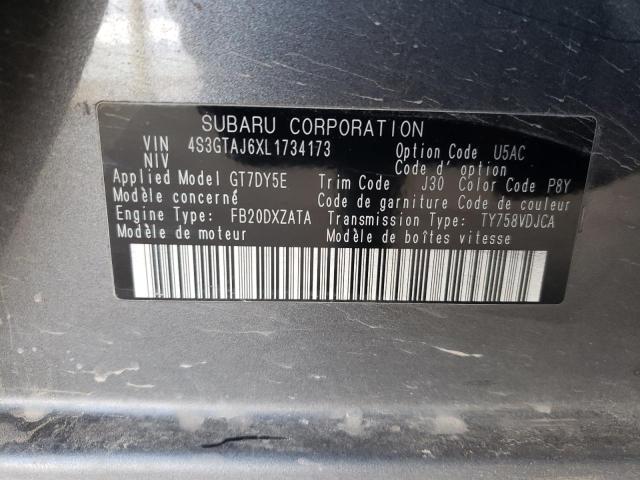 SUBARU CORPORATION
VIN 4S3GTAJ6XL1734173 Option Code U5AC
NIV Code d´option
Applied Model GT7DY5E Trim Code J30 Color Code P8Y
Modèle concerné Code de garniture Code de couleur
Engine Type: FB20DXZATA Transmission Type: TY758VDJCA
Modèle de moteur Modèle de boîtes vitesse